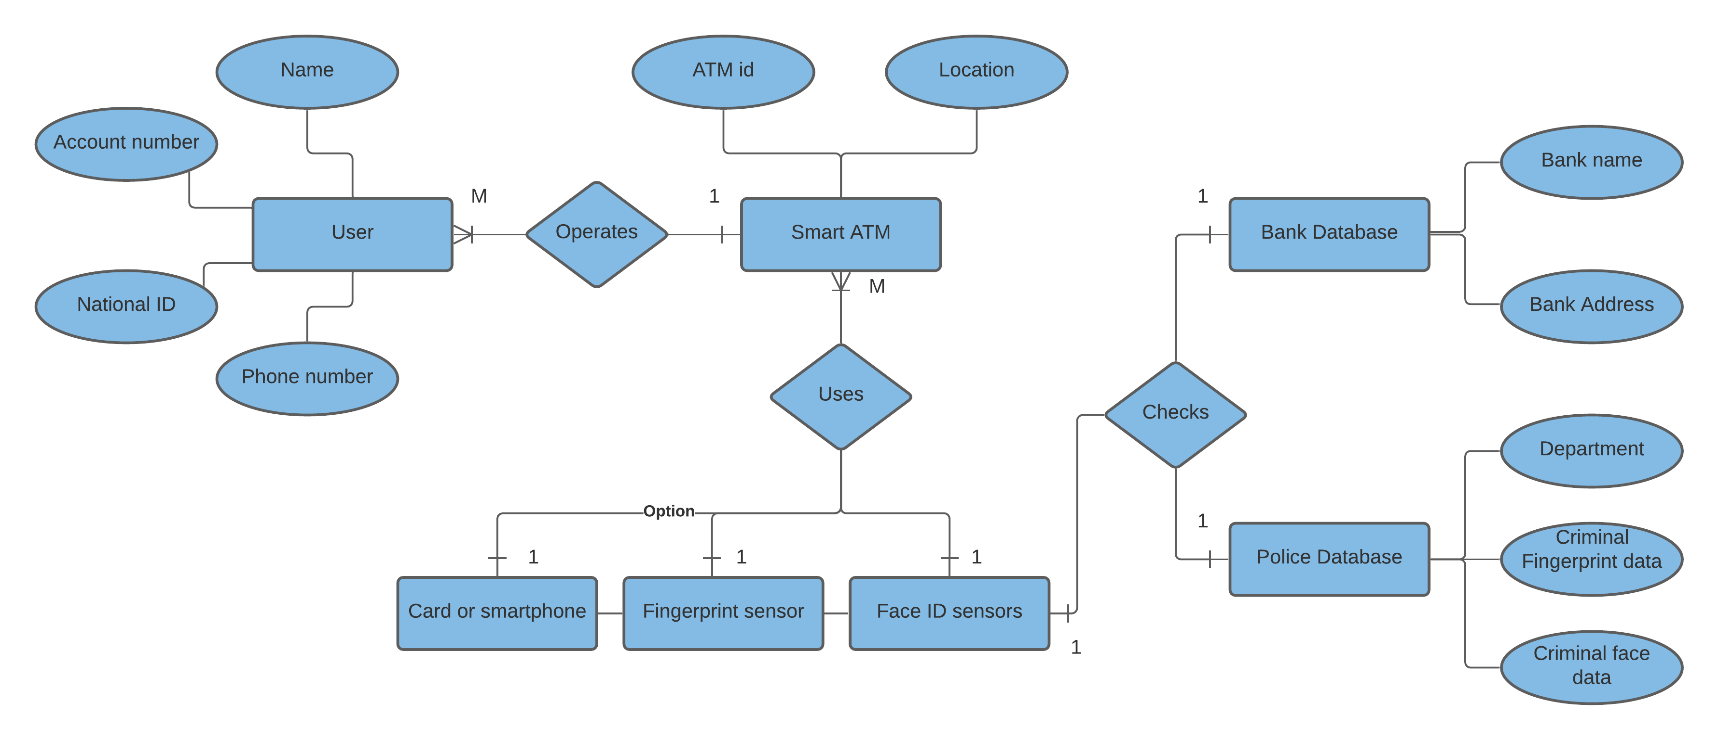 Name
ATM id
Location
Account number
Bank name
M
1
1
User
Operates
Smart ATM
Bank Database
M
National ID
Bank Address
Phone number
Uses
Checks
Department
Option
1
Criminal
Fingerprint data
1
1
1
Police Database
Card or smartphone
Fingerprint sensor
Face ID sensors
1
Criminal face
data